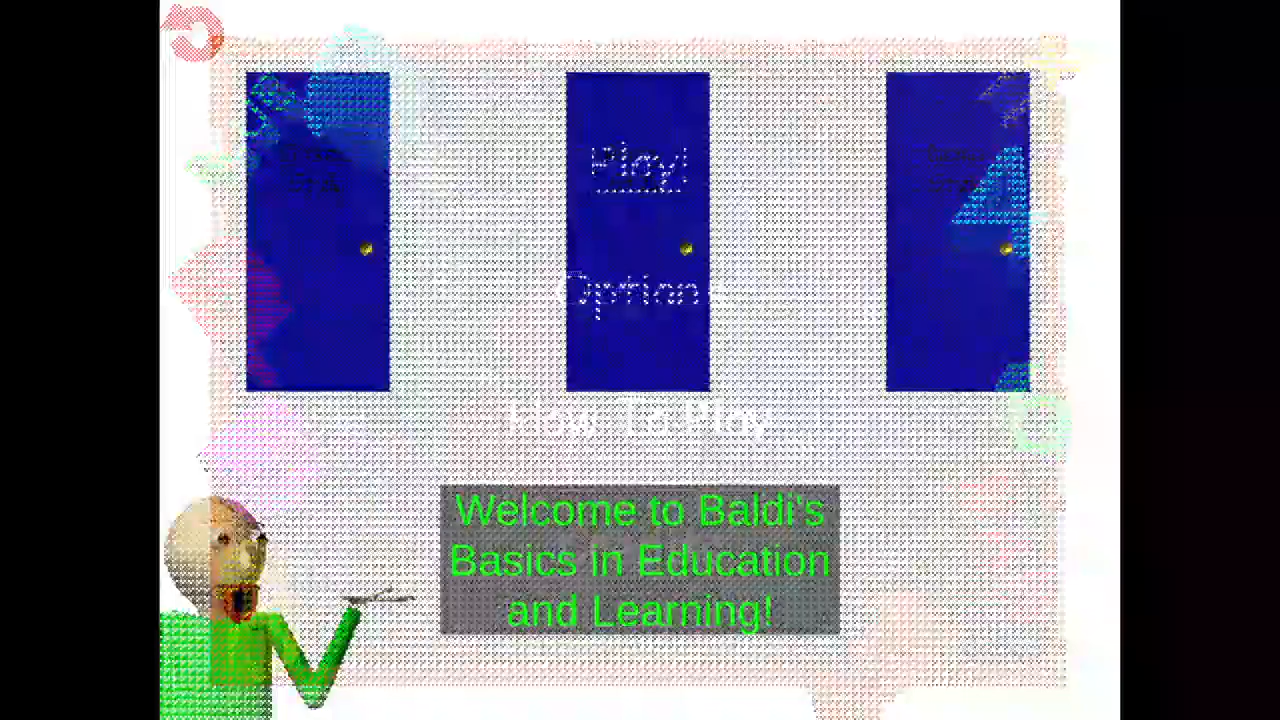 Play!
Options
How To Play
Welcome to Baldi's
Basics in Education
and Learning!